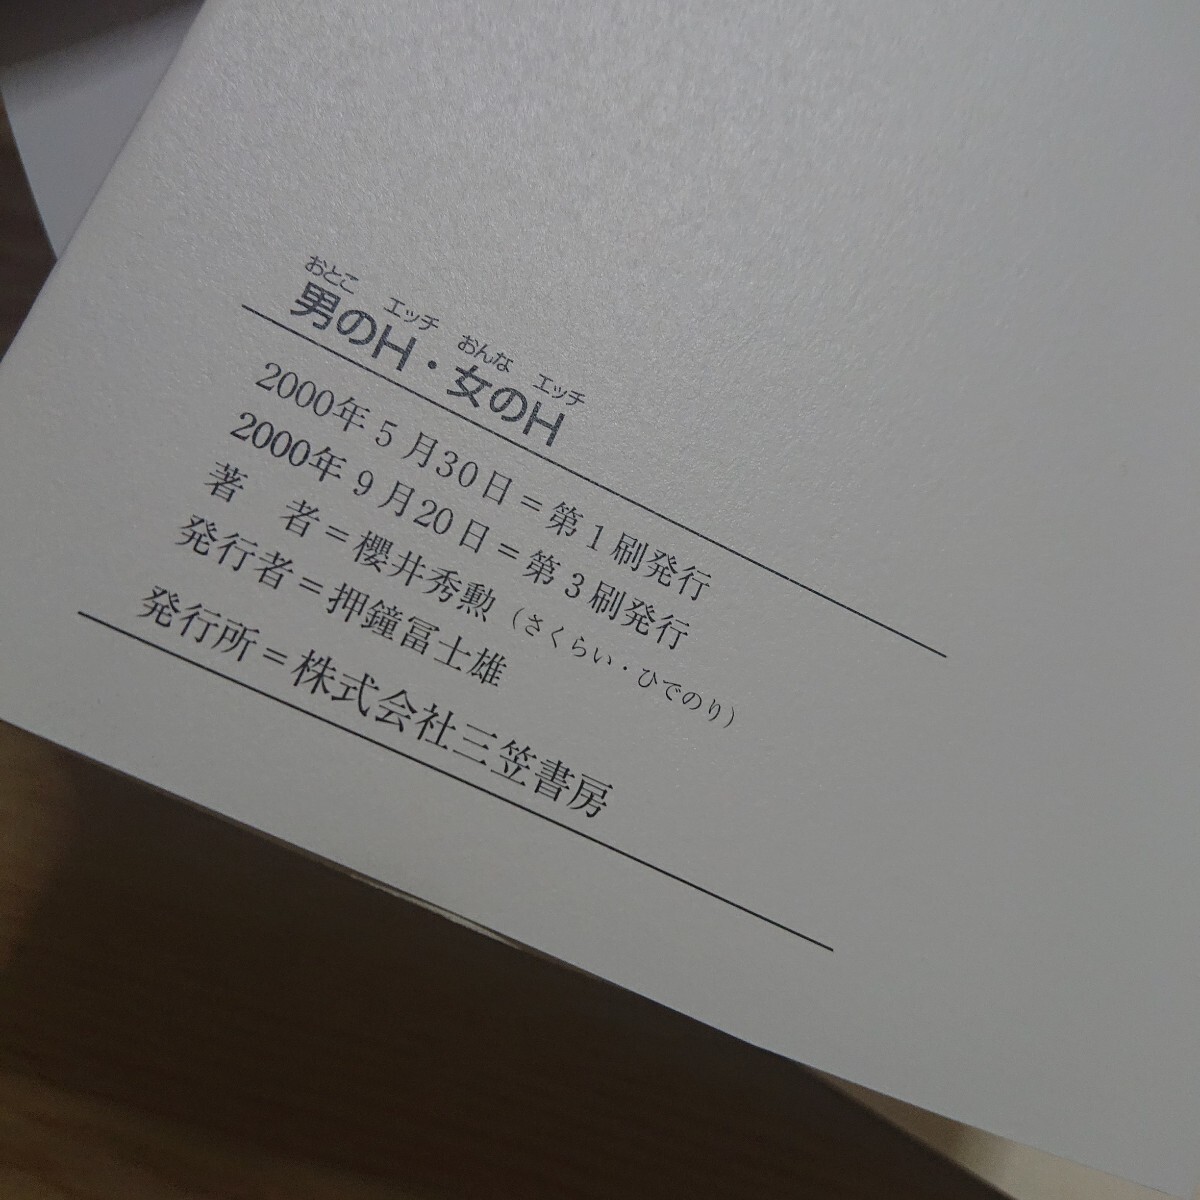 おとこ エッチ おんな エッチ
男のH・女のH
2000年5月30日＝第1刷発行
2000年9月20日＝第3刷発行
著　者＝櫻井秀勲（さくらい・ひでのり）
発行者＝押鐘冨士雄
発行所＝株式会社三笠書房